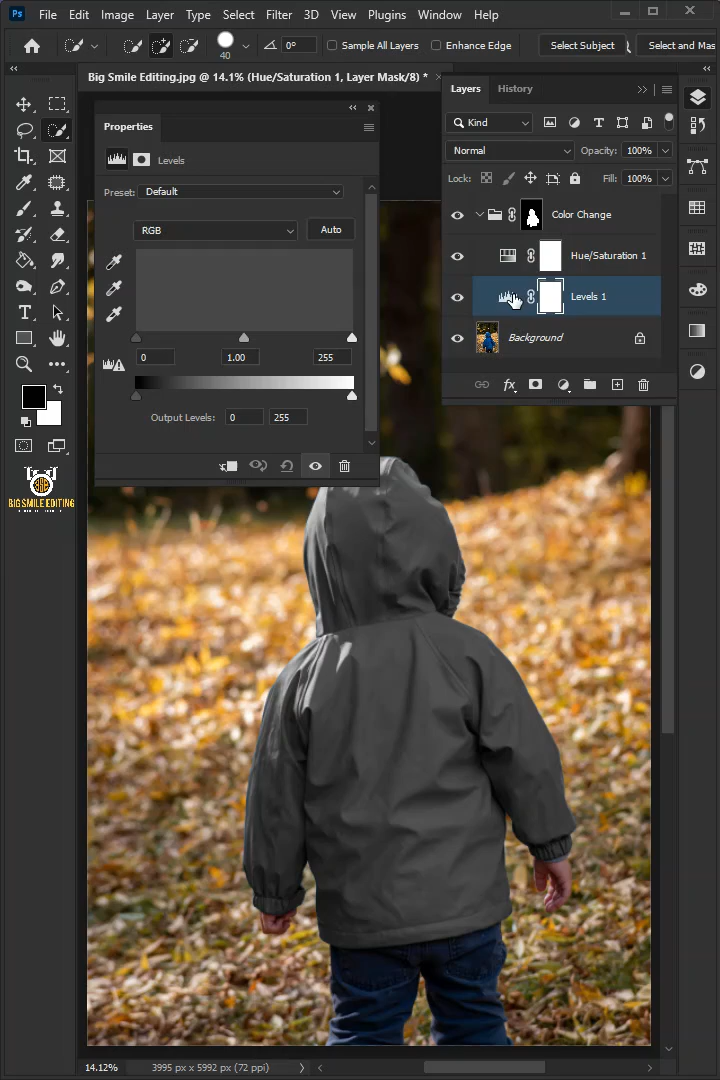 Ps File Edit Image Layer Type Select Filter 3D View Plugins Window Help
40 0° Sample All Layers Enhance Edge Select Subject Select and Mas
Big Smile Editing.jpg @ 14.1% (Hue/Saturation 1, Layer Mask/8) *
Properties
Levels
Preset: Default
RGB Auto
0 1.00 255
Output Levels: 0 255
Layers History
Kind
Normal Opacity: 100%
Lock: Fill: 100%
Color Change
Hue/Saturation 1
Levels 1
Background
fx
BIG SMILE EDITING
14.12% 3995 px x 5992 px (72 ppi)